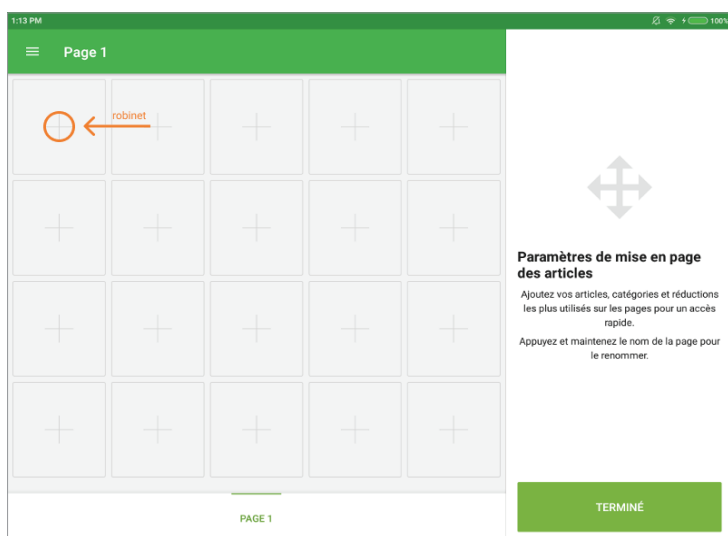 1:13 PM
100%
Page 1
robinet
Paramètres de mise en page
des articles
Ajoutez vos articles, catégories et réductions
les plus utilisés sur les pages pour un accès
rapide.
Appuyez et maintenez le nom de la page pour
le renommer.
TERMINÉ
PAGE 1